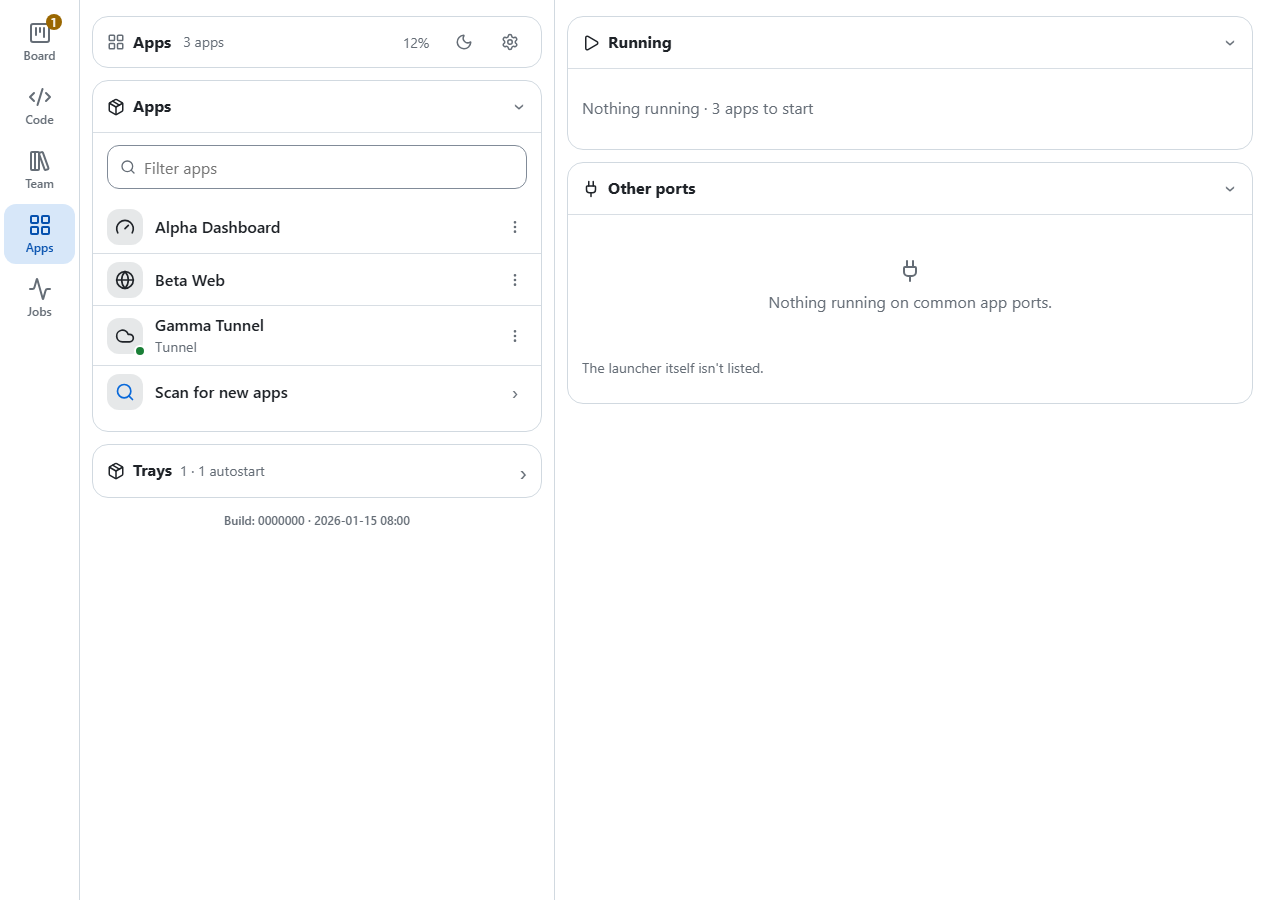 1
Board
Code
Team
Apps
Jobs
Apps 3 apps 12%
Apps
Filter apps
Alpha Dashboard
Beta Web
Gamma Tunnel
Tunnel
Scan for new apps
Trays 1 · 1 autostart
Build: 0000000 · 2026-01-15 08:00
Running
Nothing running · 3 apps to start
Other ports
Nothing running on common app ports.
The launcher itself isn't listed.